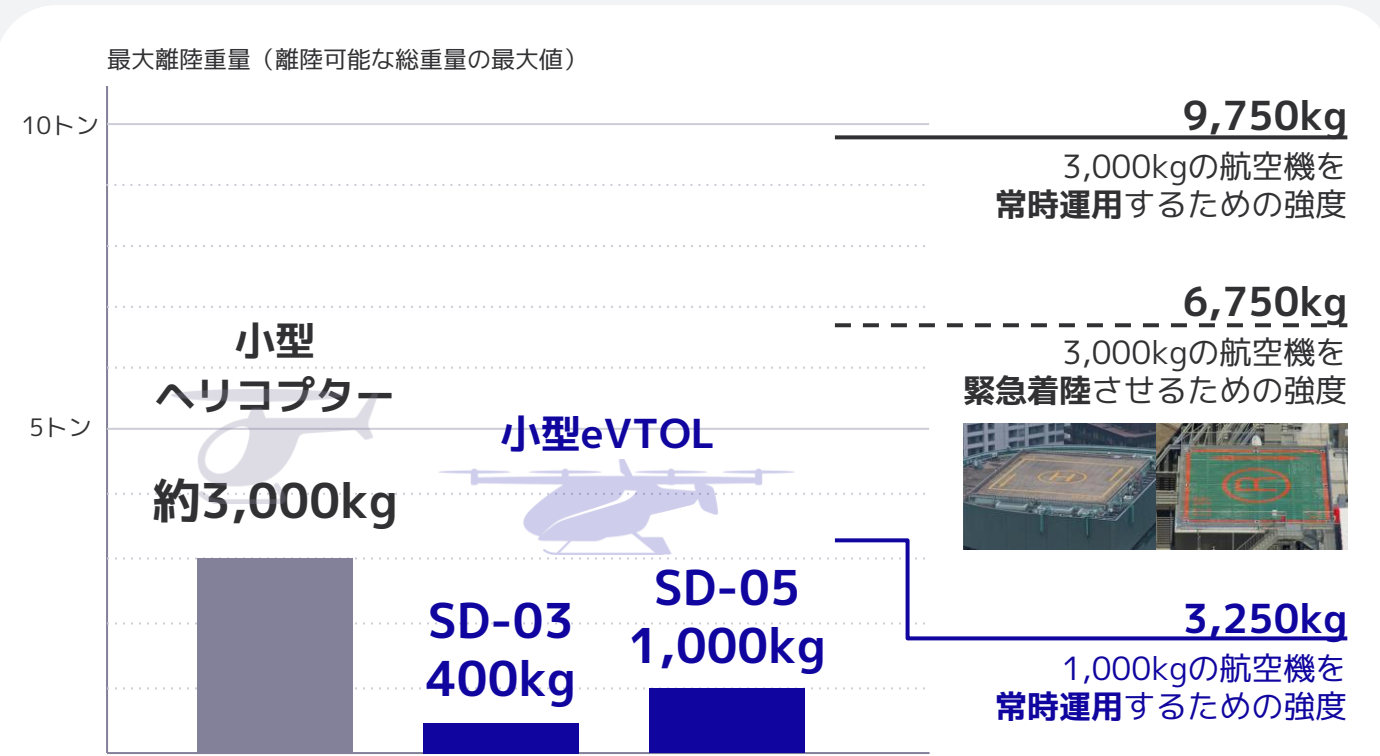 最大離陸重量（離陸可能な総重量の最大値）
10トン
5トン
小型
ヘリコプター
約3,000kg
小型eVTOL
SD-03
400kg
SD-05
1,000kg
9,750kg
3,000kgの航空機を
常時運用するための強度
6,750kg
3,000kgの航空機を
緊急着陸させるための強度
H
R
3,250kg
1,000kgの航空機を
常時運用するための強度